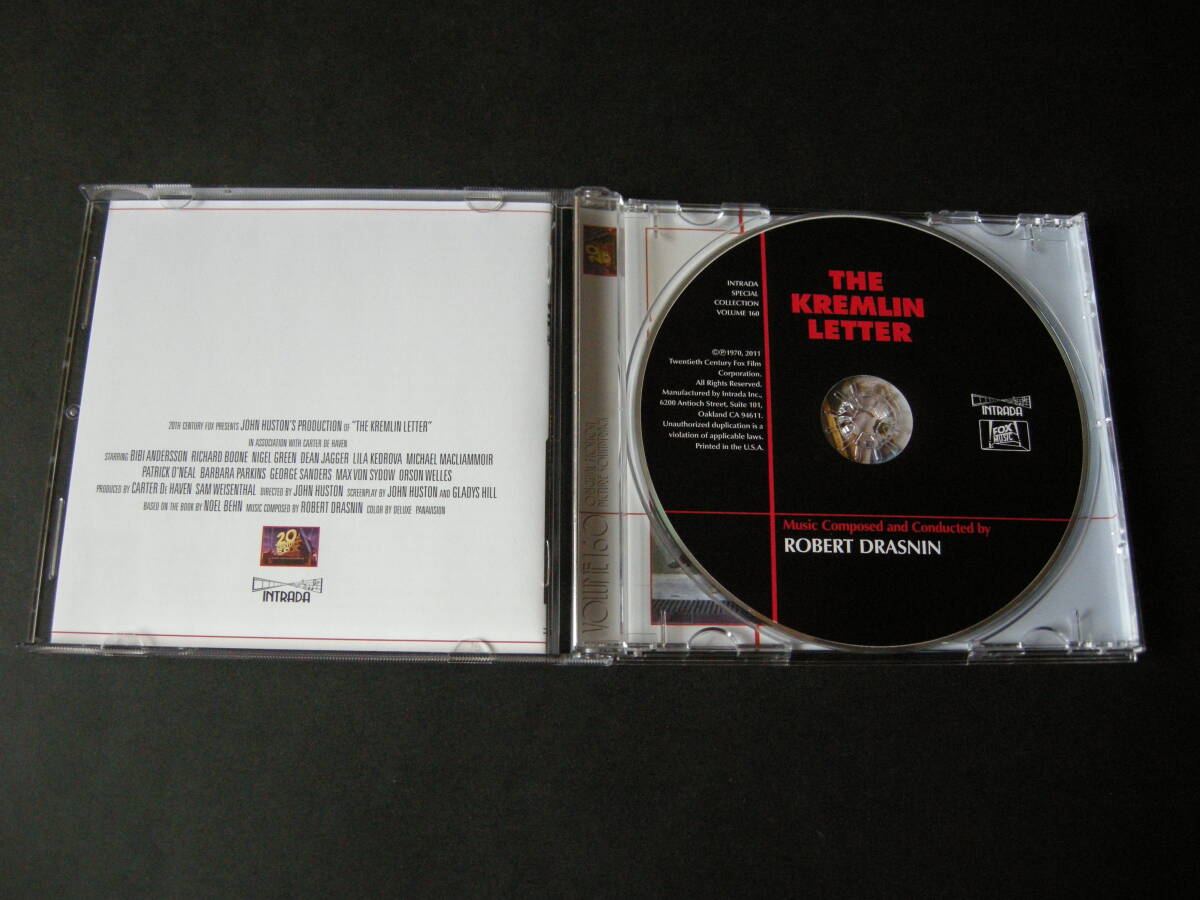 20TH CENTURY FOX PRESENTS JOHN HUSTON'S PRODUCTION OF "THE KREMLIN LETTER"
IN ASSOCIATION WITH CARTER DE HAVEN
STARRING BIBI ANDERSSON RICHARD BOONE NIGEL GREEN DEAN JAGGER LILA KEDROVA MICHAEL MACLIAMMOIR
PATRICK O'NEAL BARBARA PARKINS GEORGE SANDERS MAX VON SYDOW ORSON WELLES
PRODUCED BY CARTER DE HAVEN SAM WEISENTHAL DIRECTED BY JOHN HUSTON SCREENPLAY BY JOHN HUSTON AND GLADYS HILL
BASED ON THE BOOK BY NOEL BEHN MUSIC COMPOSED BY ROBERT DRASNIN COLOR BY DELUXE PANAVISION
20
INTRADA
20
VOLUME 160
THE
KREMLIN
LETTER
INTRADA
SPECIAL
COLLECTION
VOLUME 160
©℗1970, 2011
Twentieth Century Fox Film
Corporation.
All Rights Reserved.
Manufactured by Intrada Inc.,
6200 Antioch Street, Suite 101,
Oakland CA 94611.
Unauthorized duplication is a
violation of applicable laws.
Printed in the U.S.A.
INTRADA
FOX
MUSIC
Music Composed and Conducted by
ROBERT DRASNIN